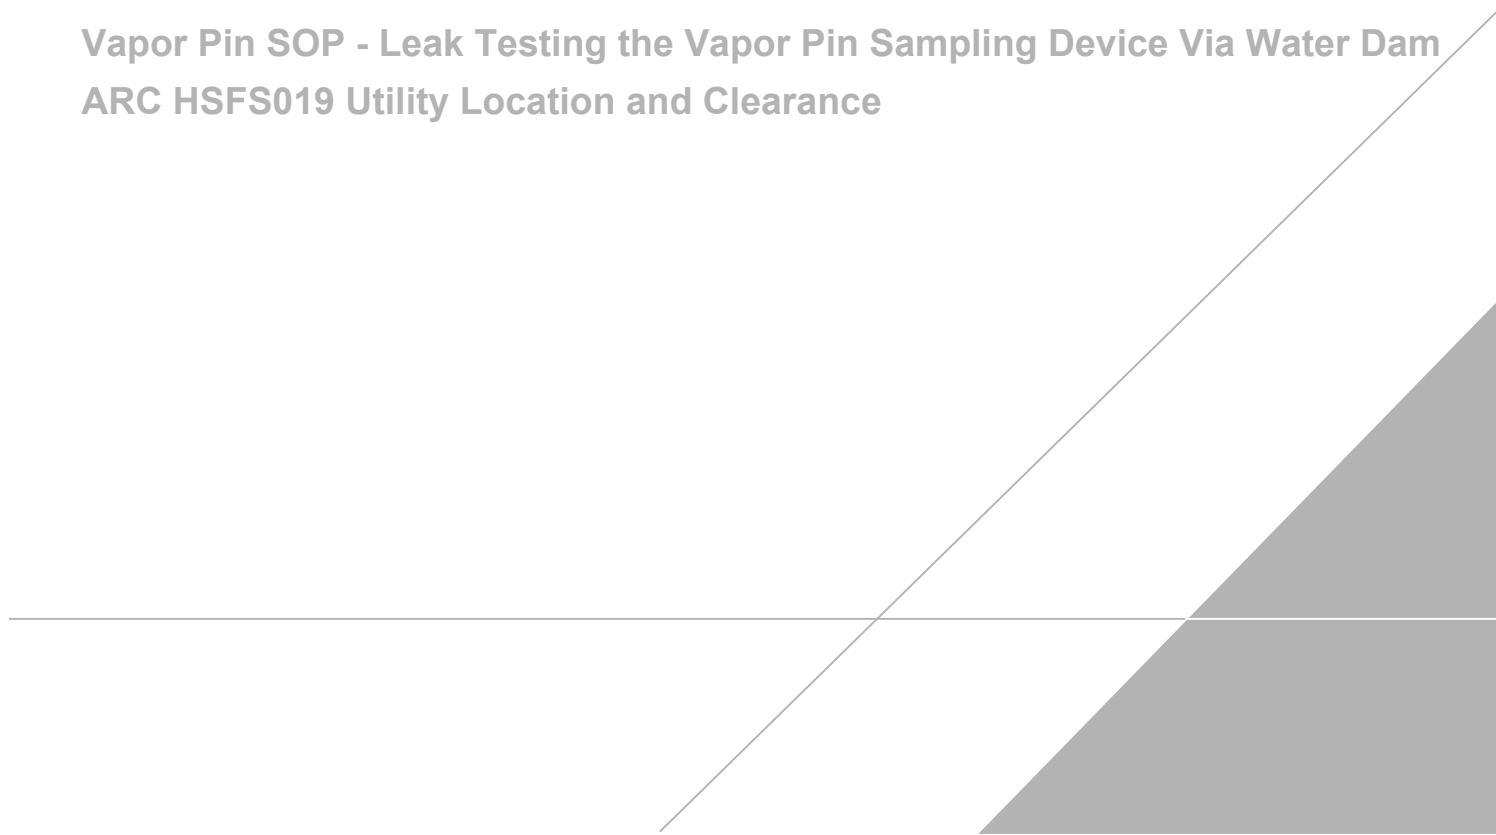 Vapor Pin SOP - Leak Testing the Vapor Pin Sampling Device Via Water Dam
ARC HSFS019 Utility Location and Clearance